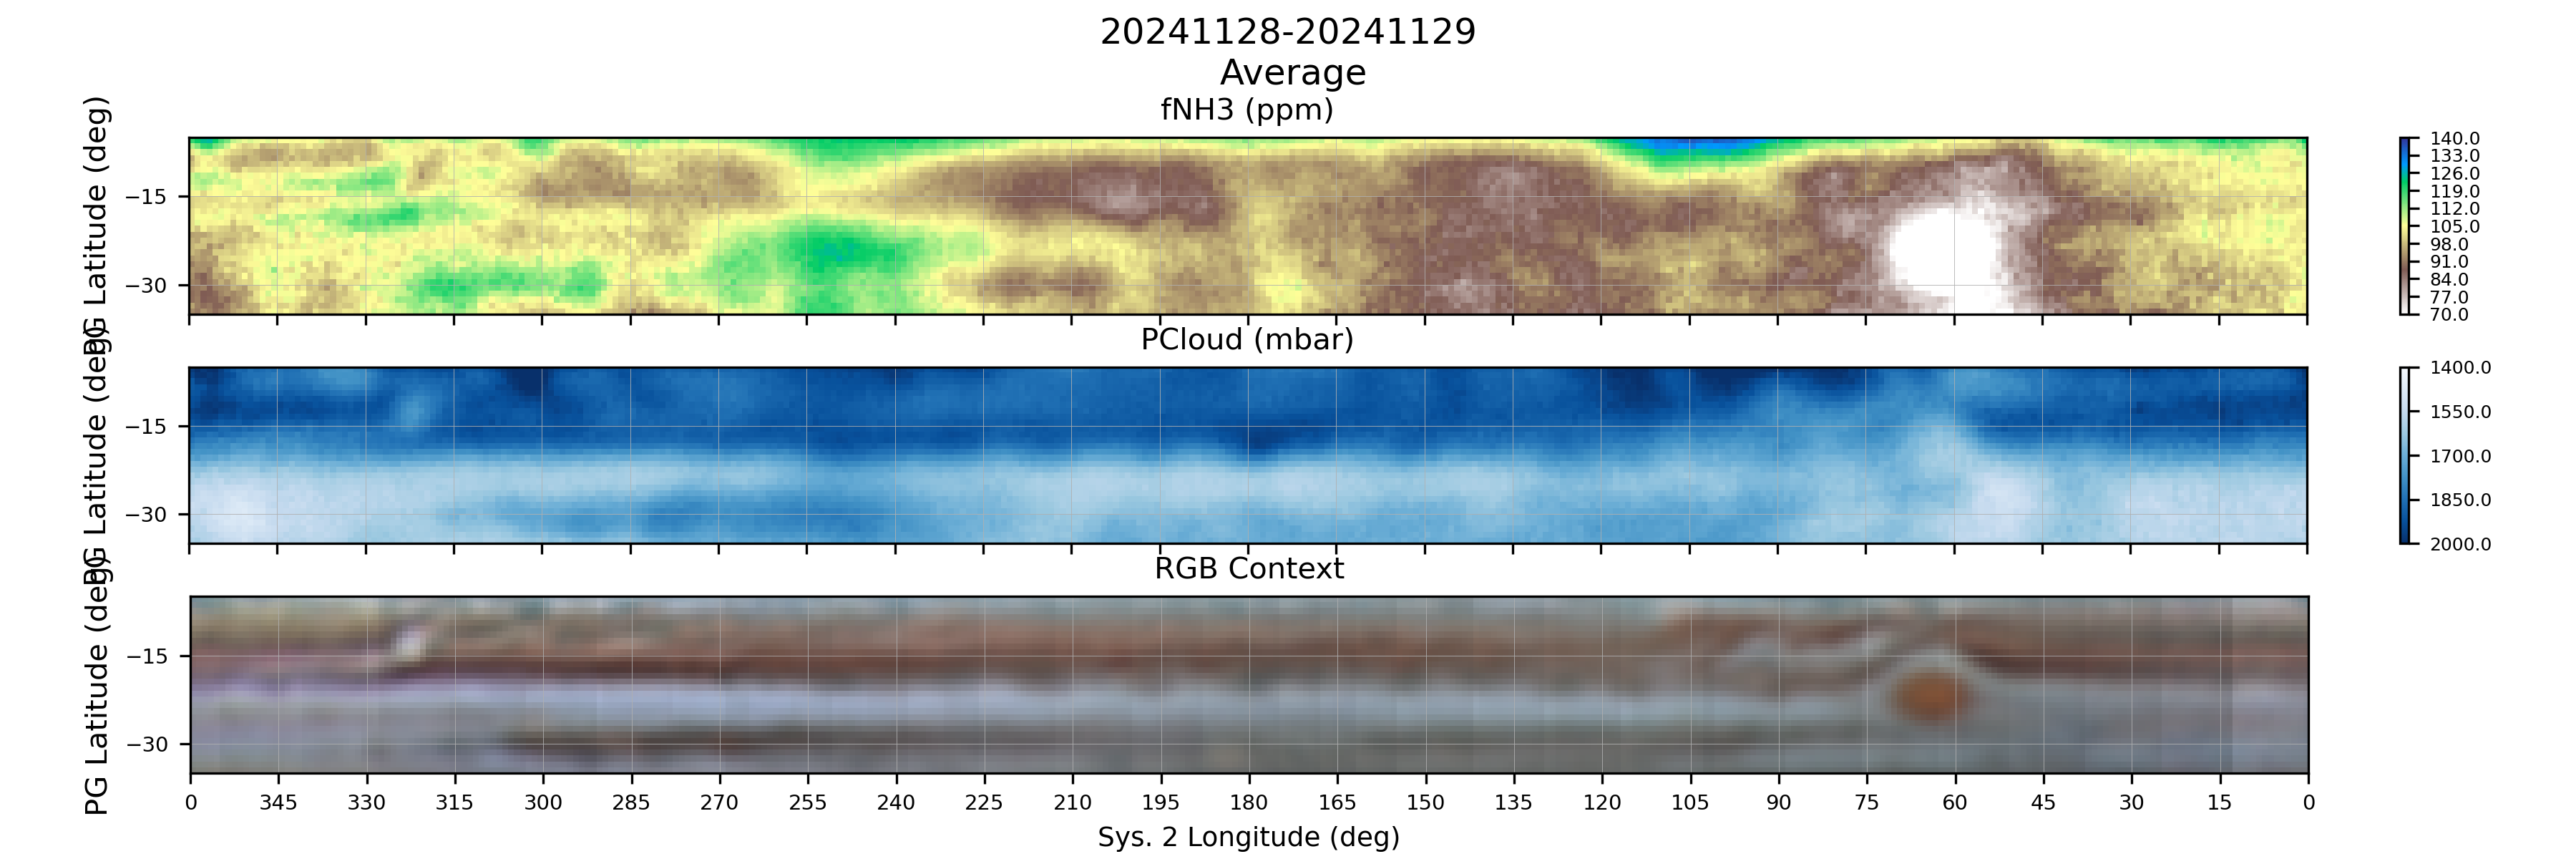 20241128-20241129
Average
fNH3 (ppm)
PG Latitude (deg)
−15
−30
140.0
133.0
126.0
119.0
112.0
105.0
98.0
91.0
84.0
77.0
70.0
PCloud (mbar)
PG Latitude (deg)
−15
−30
1400.0
1550.0
1700.0
1850.0
2000.0
RGB Context
PG Latitude (deg)
−15
−30
0 345 330 315 300 285 270 255 240 225 210 195 180 165 150 135 120 105 90 75 60 45 30 15 0
Sys. 2 Longitude (deg)